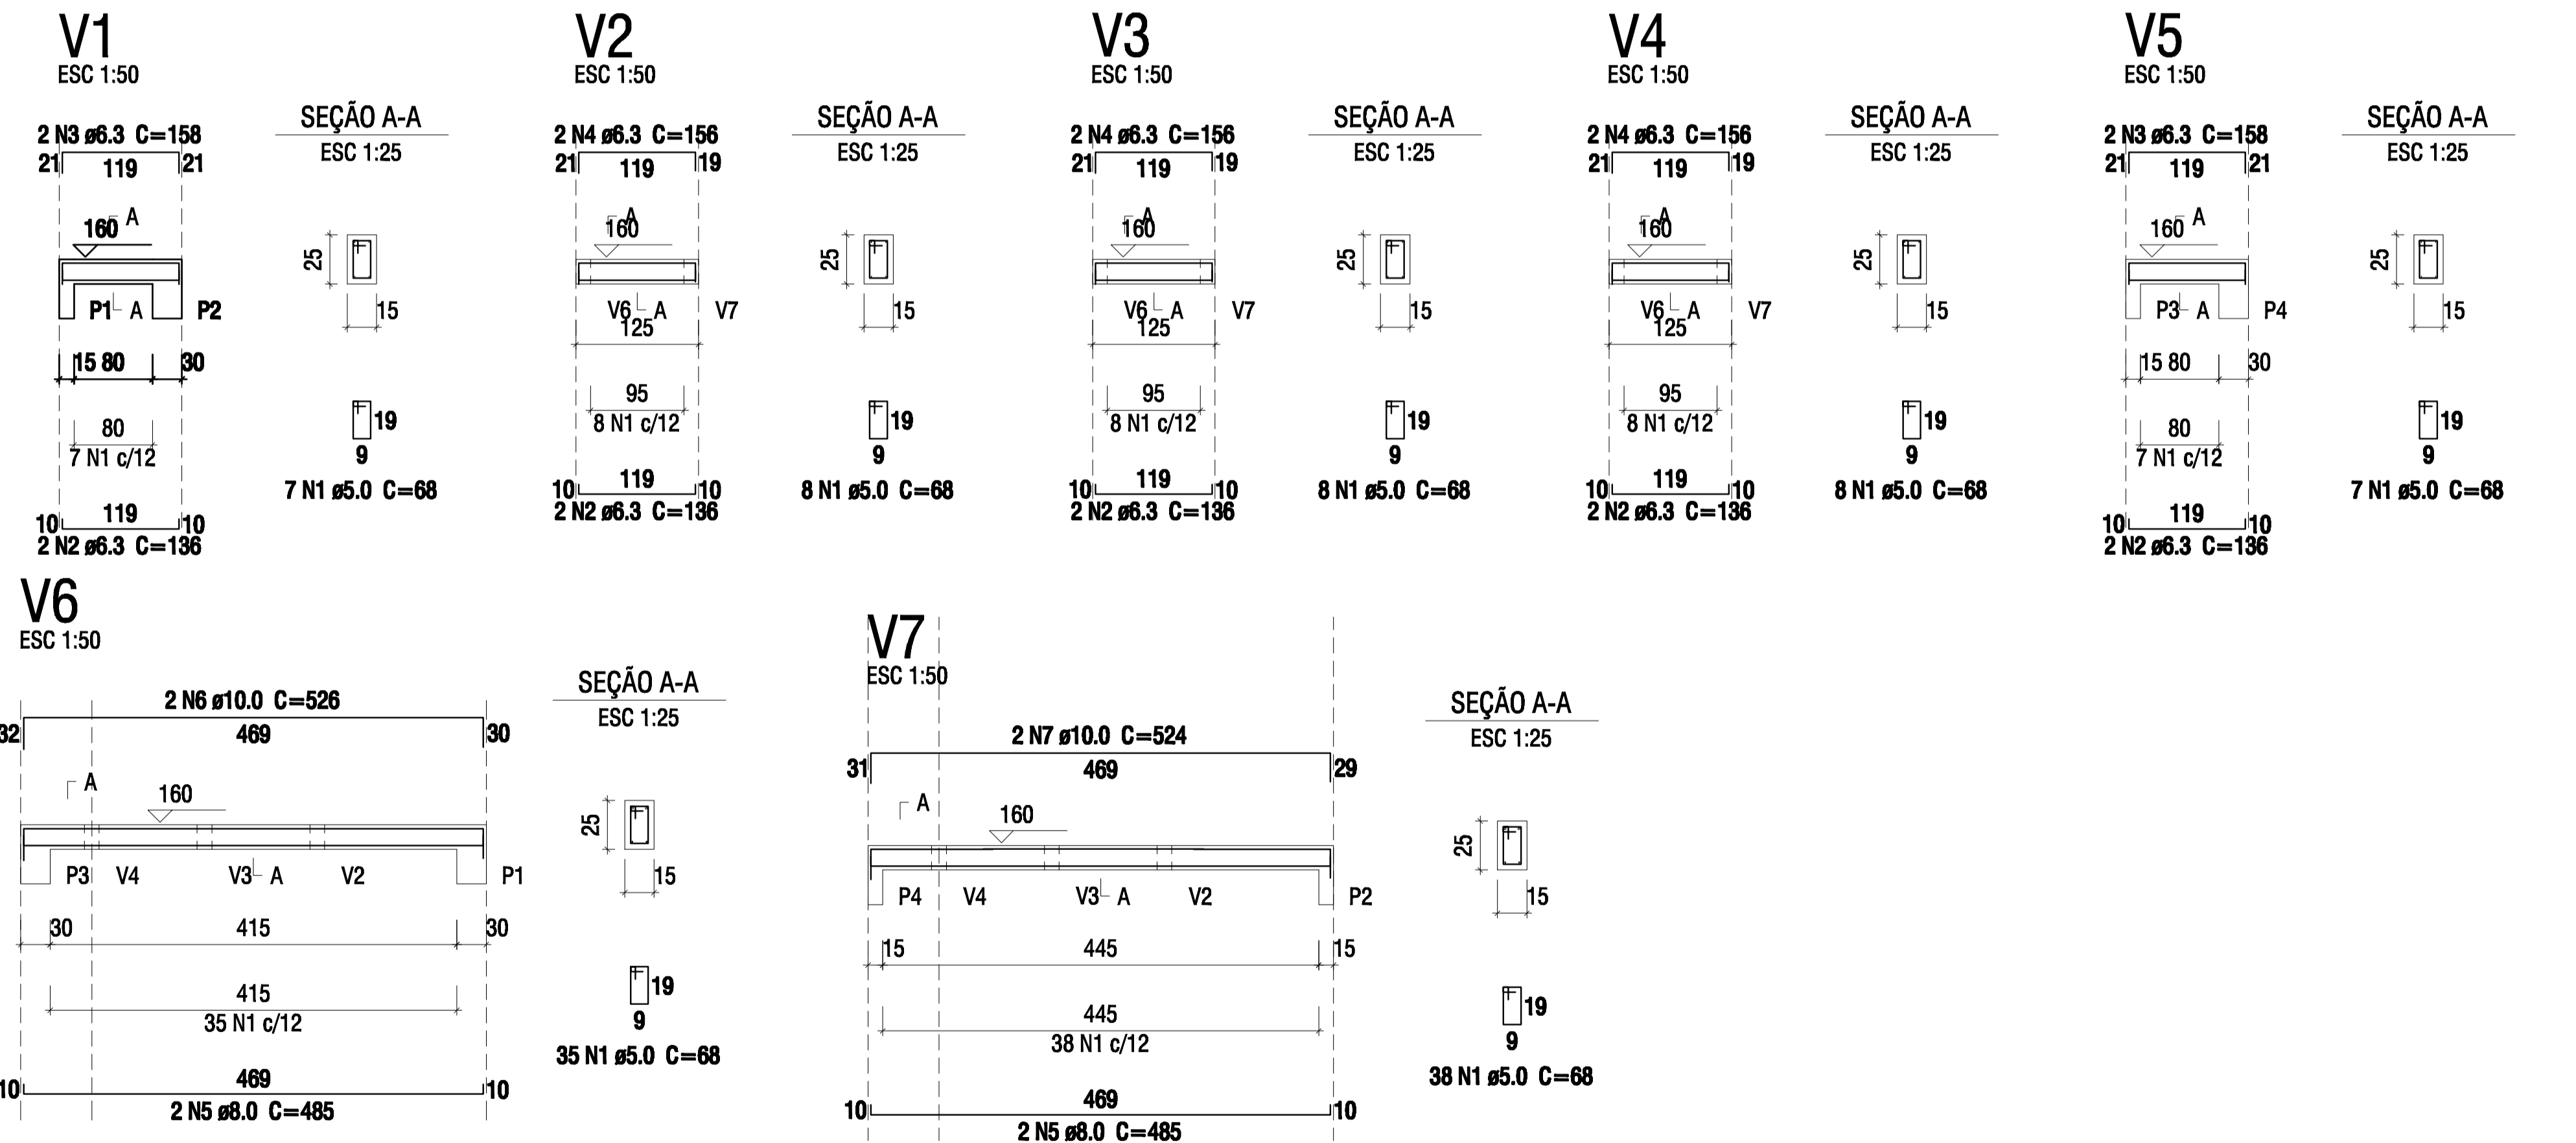 V1
ESC 1:50
2 N3 ø6.3 C=158
21 119 21
A
160
P1 A P2
15 80 30
80
7 N1 c/12
119
10 10
2 N2 ø6.3 C=136
SEÇÃO A-A
ESC 1:25
25
15
19
9
7 N1 ø5.0 C=68
V2
ESC 1:50
2 N4 ø6.3 C=156
21 119 19
A
160
V6 A V7
125
95
8 N1 c/12
119
10 10
2 N2 ø6.3 C=136
SEÇÃO A-A
ESC 1:25
25
15
19
9
8 N1 ø5.0 C=68
V3
ESC 1:50
2 N4 ø6.3 C=156
21 119 19
A
160
V6 A V7
125
95
8 N1 c/12
119
10 10
2 N2 ø6.3 C=136
SEÇÃO A-A
ESC 1:25
25
15
19
9
8 N1 ø5.0 C=68
V4
ESC 1:50
2 N4 ø6.3 C=156
21 119 19
A
160
V6 A V7
125
95
8 N1 c/12
119
10 10
2 N2 ø6.3 C=136
SEÇÃO A-A
ESC 1:25
25
15
19
9
8 N1 ø5.0 C=68
V5
ESC 1:50
2 N3 ø6.3 C=158
21 119 21
A
160
P3 A P4
15 80 30
80
7 N1 c/12
119
10 10
2 N2 ø6.3 C=136
SEÇÃO A-A
ESC 1:25
25
15
19
9
7 N1 ø5.0 C=68
V6
ESC 1:50
2 N6 ø10.0 C=526
32 469 30
A
160
P3 V4 V3 A V2 P1
30 415 30
415
35 N1 c/12
469
10 10
2 N5 ø8.0 C=485
SEÇÃO A-A
ESC 1:25
25
15
19
9
35 N1 ø5.0 C=68
V7
ESC 1:50
2 N7 ø10.0 C=524
31 469 29
A
160
P4 V4 V3 A V2 P2
15 445 15
445
38 N1 c/12
469
10 10
2 N5 ø8.0 C=485
SEÇÃO A-A
ESC 1:25
25
15
19
9
38 N1 ø5.0 C=68